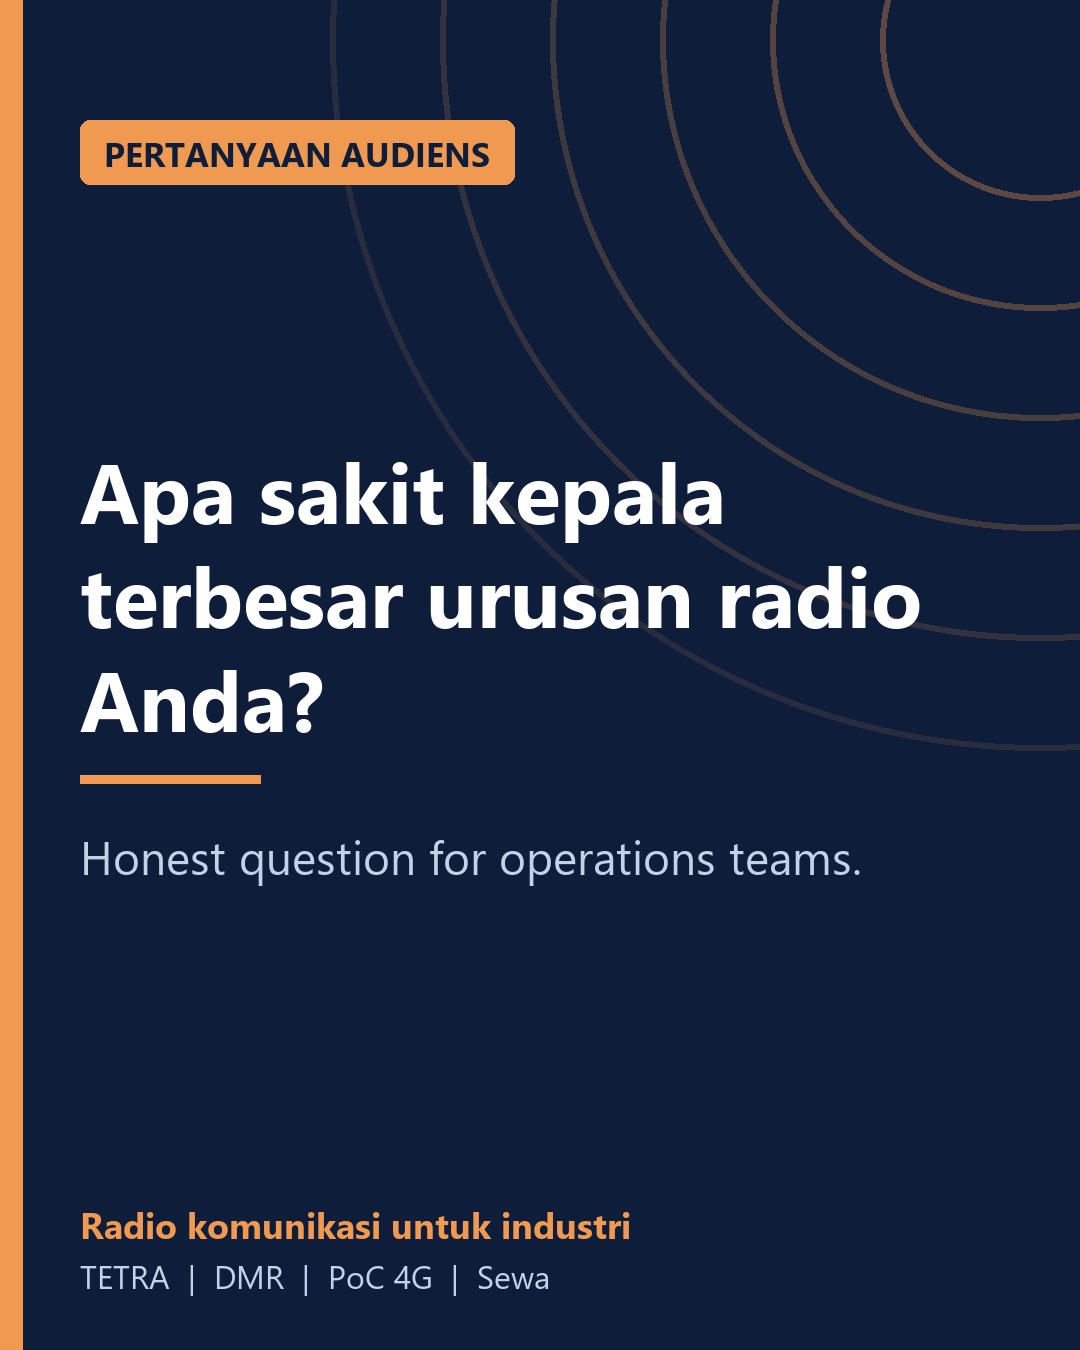 PERTANYAAN AUDIENS
Apa sakit kepala
terbesar urusan radio
Anda?
Honest question for operations teams.
Radio komunikasi untuk industri
TETRA | DMR | PoC 4G | Sewa